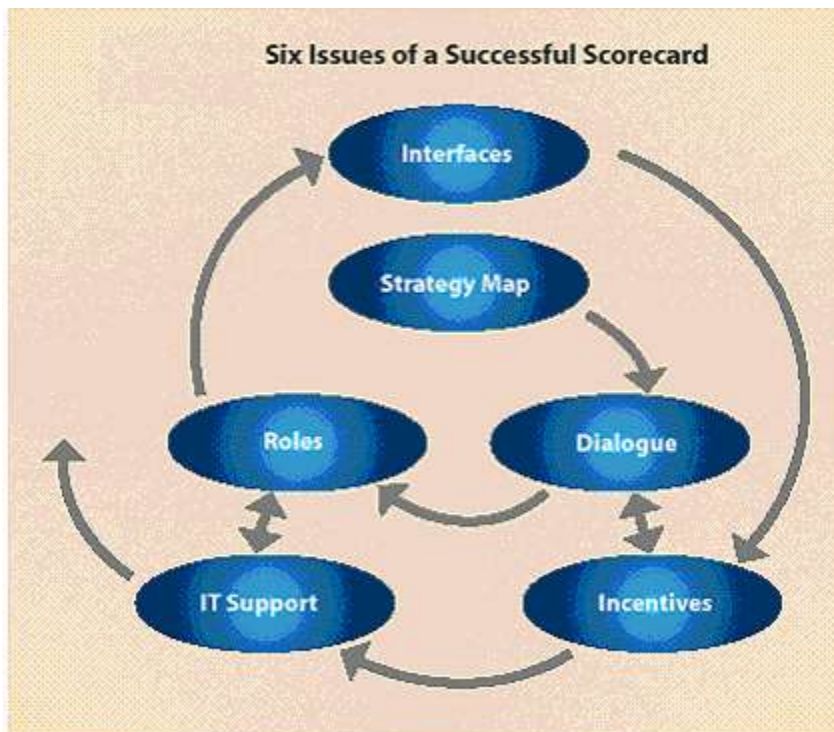 Six Issues of a Successful Scorecard
Interfaces
Strategy Map
Roles
Dialogue
IT Support
Incentives